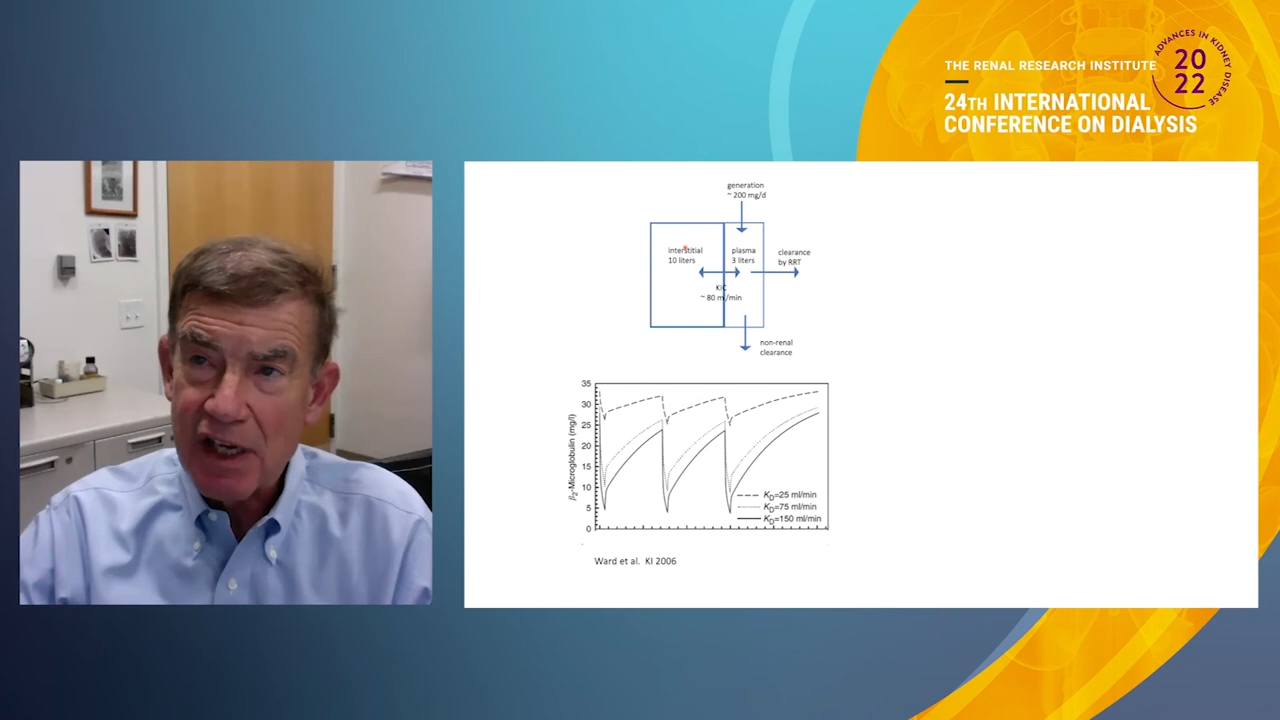 THE RENAL RESEARCH INSTITUTE
24TH INTERNATIONAL
CONFERENCE ON DIALYSIS
ADVANCES IN KIDNEY DISEASE
20
22
generation
~ 200 mg/d
interstitial
10 liters
plasma
3 liters
clearance
by RRT
KIC
~ 80 ml/min
non-renal
clearance
35
30
25
20
15
10
5
0
β2-Microglobulin (mg/l)
KD=25 ml/min
KD=75 ml/min
KD=150 ml/min
Ward et al. KI 2006